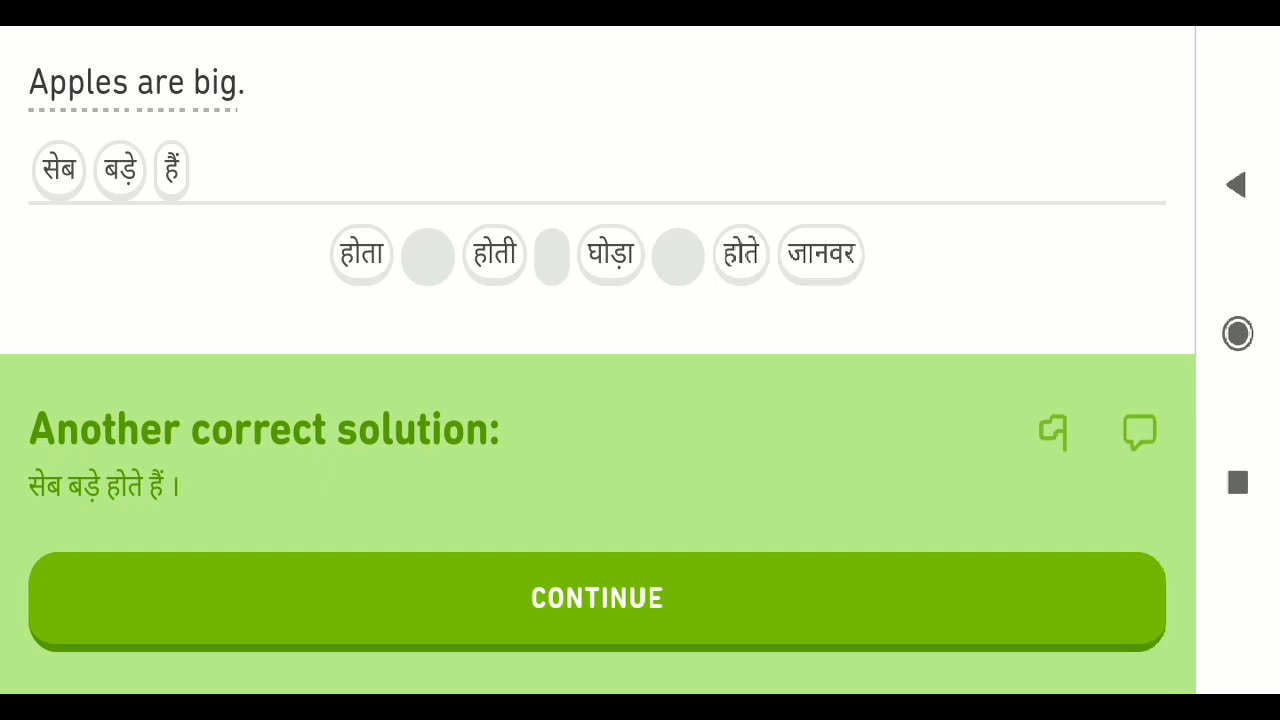 Apples are big.
सेब बड़े हैं
होता होती घोड़ा होते जानवर
Another correct solution:
सेब बड़े होते हैं ।
CONTINUE